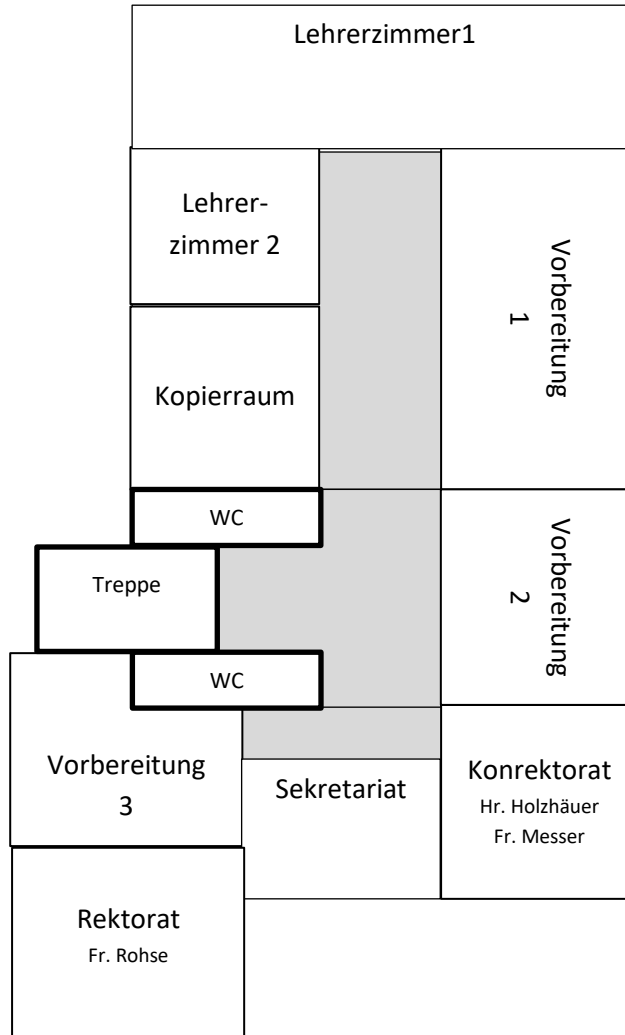 Lehrerzimmer1
Lehrer-
zimmer 2
Vorbereitung
1
Kopierraum
WC
Vorbereitung
2
Treppe
WC
Vorbereitung
3
Sekretariat
Konrektorat
Hr. Holzhäuer
Fr. Messer
Rektorat
Fr. Rohse